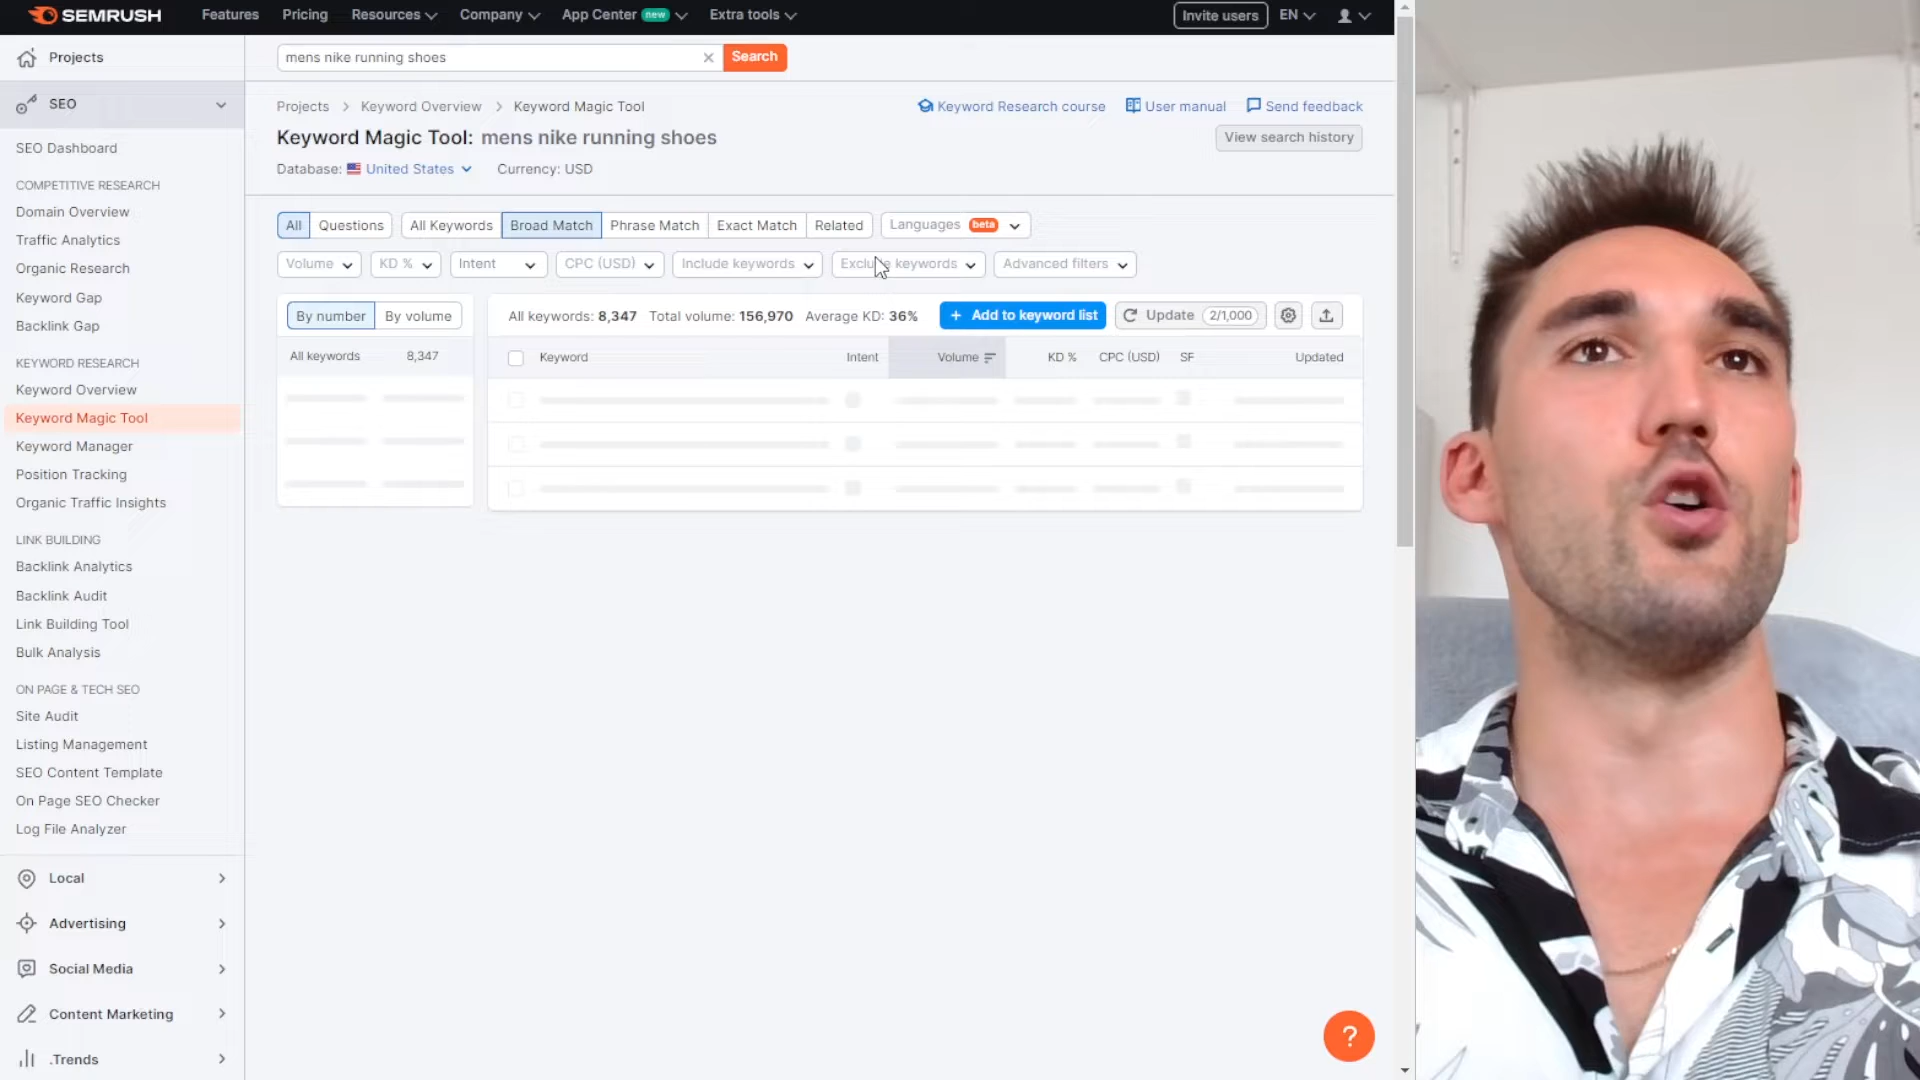 SEMRUSH
Features Pricing Resources Company App Center new Extra tools Invite users EN
Projects
mens nike running shoes Search
SEO
Projects > Keyword Overview > Keyword Magic Tool
Keyword Research course User manual Send feedback
Keyword Magic Tool: mens nike running shoes
View search history
Database: United States Currency: USD
SEO Dashboard
COMPETITIVE RESEARCH
Domain Overview
Traffic Analytics
Organic Research
Keyword Gap
Backlink Gap
KEYWORD RESEARCH
Keyword Overview
Keyword Magic Tool
Keyword Manager
Position Tracking
Organic Traffic Insights
LINK BUILDING
Backlink Analytics
Backlink Audit
Link Building Tool
Bulk Analysis
ON PAGE & TECH SEO
Site Audit
Listing Management
SEO Content Template
On Page SEO Checker
Log File Analyzer
Local
Advertising
Social Media
Content Marketing
.Trends
All Questions All Keywords Broad Match Phrase Match Exact Match Related Languages beta
Volume KD % Intent CPC (USD) Include keywords Exclude keywords Advanced filters
By number By volume
All keywords 8,347
All keywords: 8,347 Total volume: 156,970 Average KD: 36% + Add to keyword list Update 2/1,000
Keyword Intent Volume KD % CPC (USD) SF Updated
?